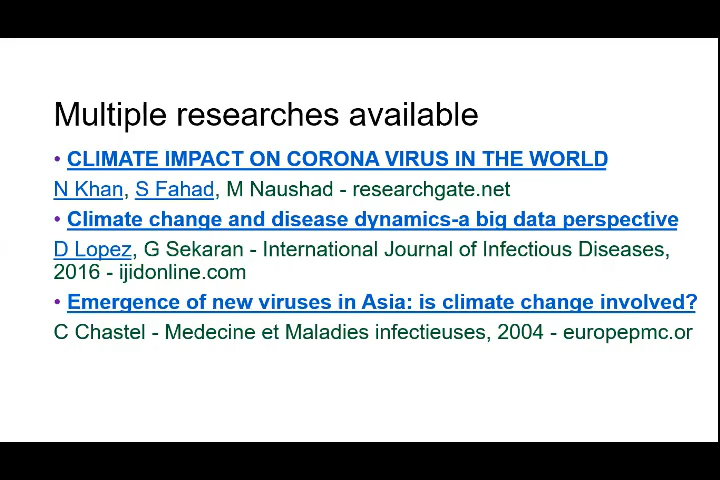 Multiple researches available
• CLIMATE IMPACT ON CORONA VIRUS IN THE WORLD
N Khan, S Fahad, M Naushad - researchgate.net
• Climate change and disease dynamics-a big data perspective
D Lopez, G Sekaran - International Journal of Infectious Diseases,
2016 - ijidonline.com
• Emergence of new viruses in Asia: is climate change involved?
C Chastel - Medecine et Maladies infectieuses, 2004 - europepmc.or